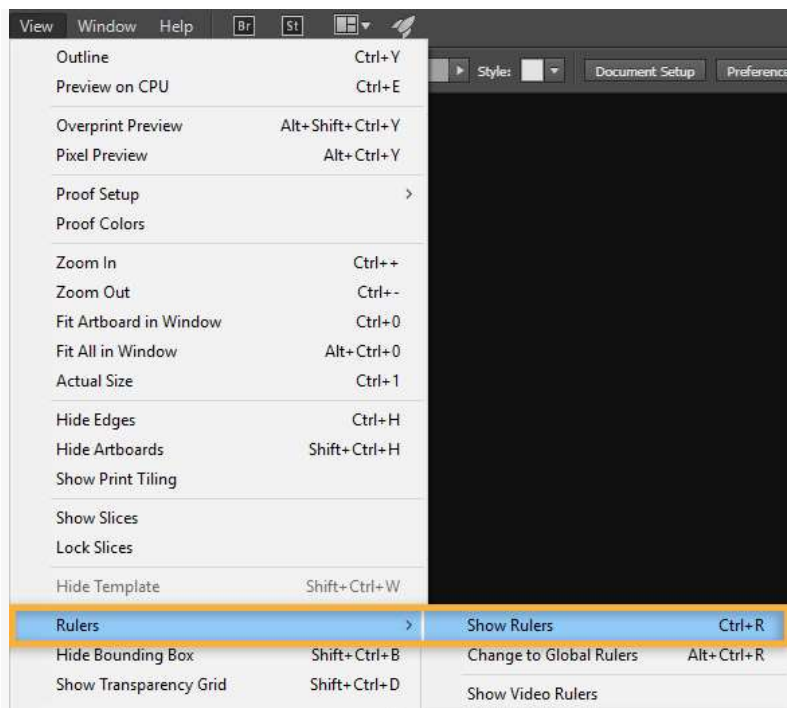 View Window Help Br St
Style: Document Setup Preference
Outline Ctrl+Y
Preview on CPU Ctrl+E
Overprint Preview Alt+Shift+Ctrl+Y
Pixel Preview Alt+Ctrl+Y
Proof Setup >
Proof Colors
Zoom In Ctrl++
Zoom Out Ctrl+-
Fit Artboard in Window Ctrl+0
Fit All in Window Alt+Ctrl+0
Actual Size Ctrl+1
Hide Edges Ctrl+H
Hide Artboards Shift+Ctrl+H
Show Print Tiling
Show Slices
Lock Slices
Hide Template Shift+Ctrl+W
Rulers > Show Rulers Ctrl+R
Hide Bounding Box Shift+Ctrl+B Change to Global Rulers Alt+Ctrl+R
Show Transparency Grid Shift+Ctrl+D Show Video Rulers